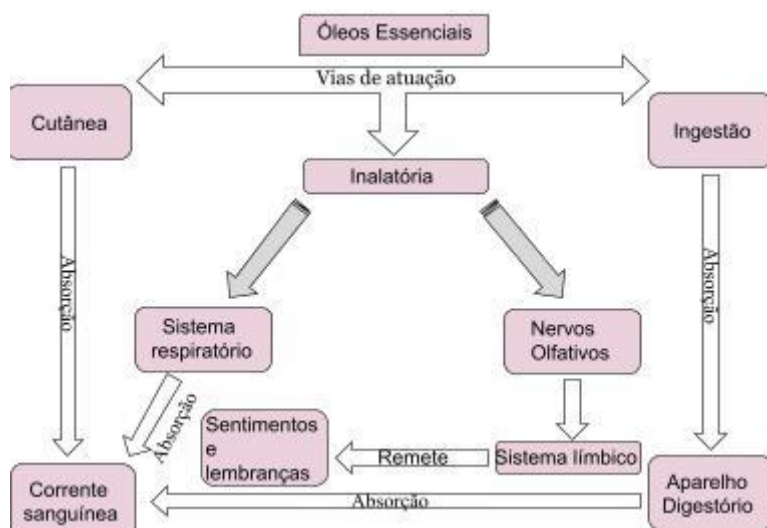 Óleos Essenciais
Vias de atuação
Cutânea
Ingestão
Inalatória
Absorção
Absorção
Sistema
respiratório
Nervos
Olfativos
Absorção
Sentimentos
e
lembranças
Remete
Sistema límbico
Corrente
sanguínea
Absorção
Aparelho
Digestório